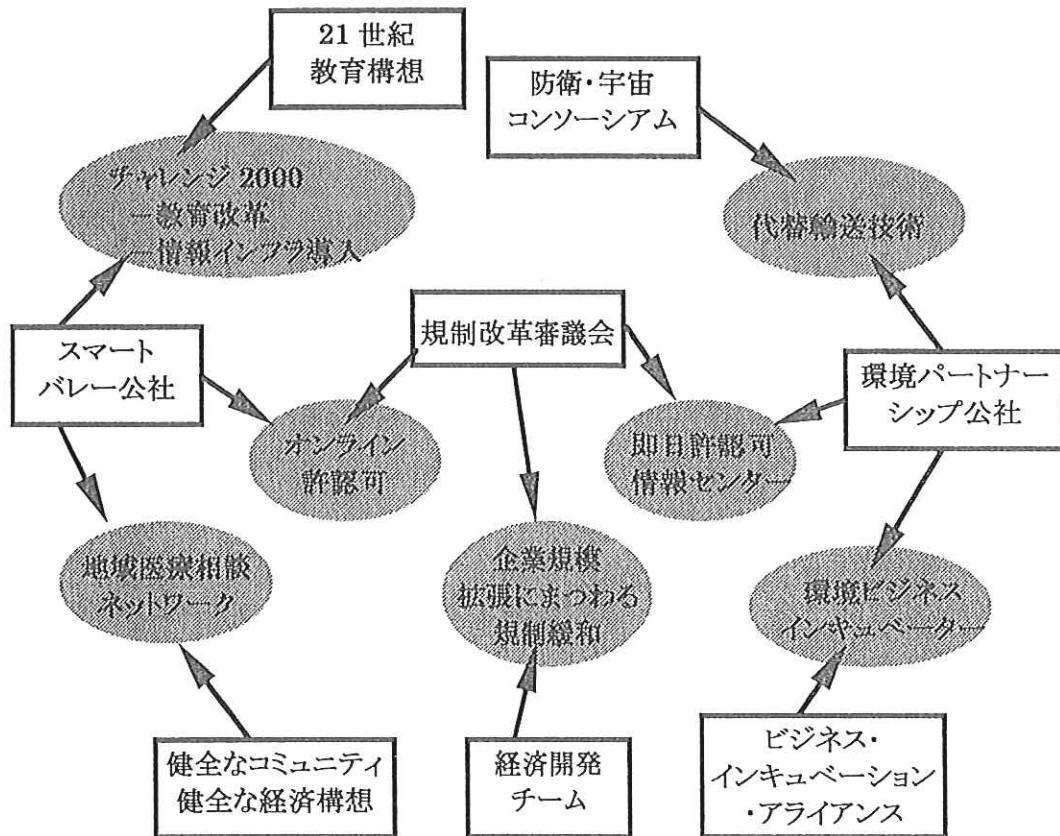 21 世紀
教育構想
防衛・宇宙
コンソーシアム
チャレンジ 2000
―教育改革
―情報インフラ導入
代替輸送技術
スマート
バレー公社
規制改革審議会
環境パートナー
シップ公社
オンライン
許認可
即日許認可
情報センター
地域医療相談
ネットワーク
企業規模
拡張にまつわる
規制緩和
環境ビジネス
インキュベーター
健全なコミュニティ
健全な経済構想
経済開発
チーム
ビジネス・
インキュベーション
・アライアンス